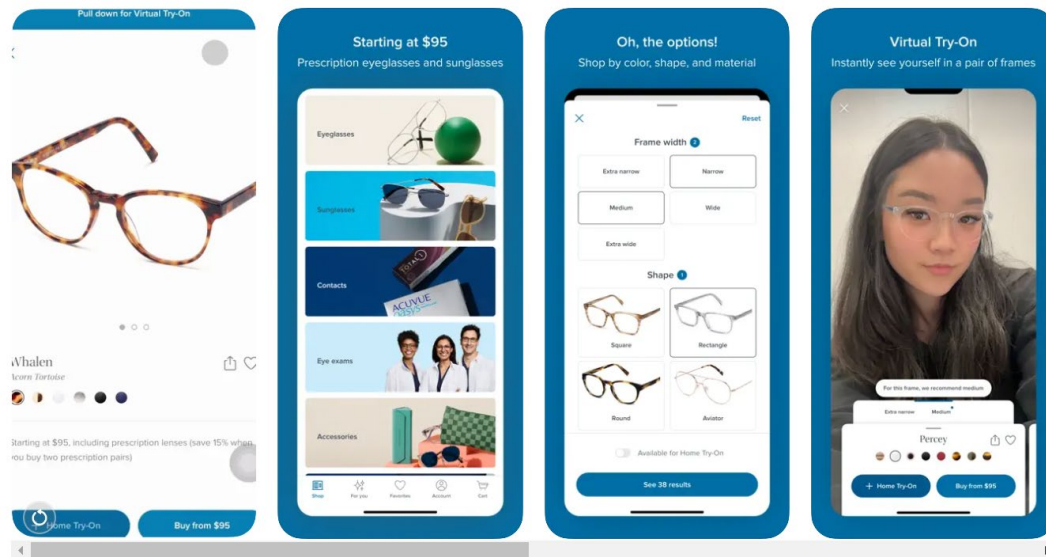 Pull down for Virtual Try-On
Whalen
Acorn Tortoise
Starting at $95, including prescription lenses (save 15% when
you buy two prescription pairs)
Home Try-On
Buy from $95
Starting at $95
Prescription eyeglasses and sunglasses
Eyeglasses
Sunglasses
Contacts
TOTAL1
ACUVUE
OASYS
Eye exams
Accessories
Shop
For you
Favorites
Account
Cart
Oh, the options!
Shop by color, shape, and material
Reset
Frame width 2
Extra narrow
Narrow
Medium
Wide
Extra wide
Shape 1
Square
Rectangle
Round
Aviator
Available for Home Try-On
See 38 results
Virtual Try-On
Instantly see yourself in a pair of frames
For this frame, we recommend medium
Extra narrow
Medium
Percey
+ Home Try-On
Buy from $95